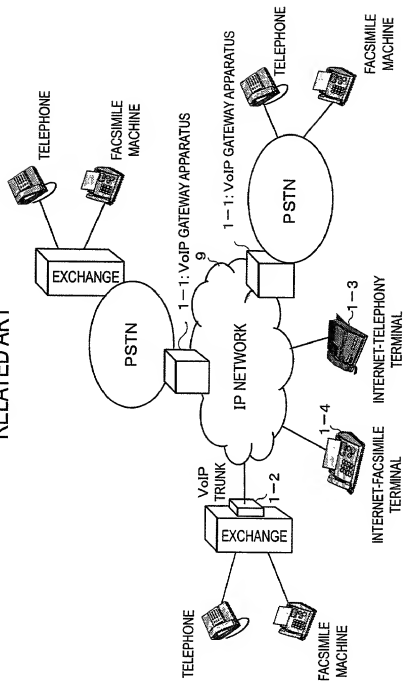 RELATED ART
TELEPHONE
FACSIMILE
MACHINE
EXCHANGE
PSTN
1-1: VoIP GATEWAY APPARATUS
1-1: VoIP GATEWAY APPARATUS
PSTN
TELEPHONE
FACSIMILE
MACHINE
9
IP NETWORK
VoIP
TRUNK
1-2
EXCHANGE
TELEPHONE
FACSIMILE
MACHINE
1-4
INTERNET-FACSIMILE
TERMINAL
1-3
INTERNET-TELEPHONY
TERMINAL